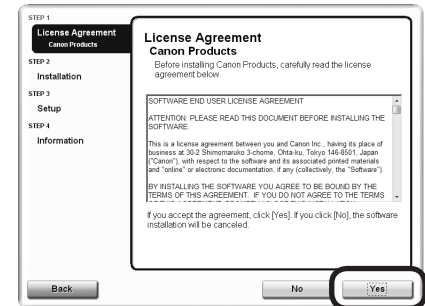 STEP 1
License Agreement
Canon Products
STEP 2
Installation
STEP 3
Setup
STEP 4
Information
License Agreement
Canon Products
Before installing Canon Products, carefully read the license
agreement below.
SOFTWARE END USER LICENSE AGREEMENT
ATTENTION: PLEASE READ THIS DOCUMENT BEFORE INSTALLING THE
SOFTWARE.
This is a license agreement between you and Canon Inc., having its place of
business at 30-2 Shimomaruko 3-chome, Ohta-ku, Tokyo 146-8501, Japan
("Canon"), with respect to the software and its associated printed materials
and "online" or electronic documentation, if any (collectively, the "Software").
BY INSTALLING THE SOFTWARE YOU AGREE TO BE BOUND BY THE
TERMS OF THIS AGREEMENT. IF YOU DO NOT AGREE TO THE TERMS
If you accept the agreement, click [Yes]. If you click [No], the software
installation will be canceled.
Back
No
Yes